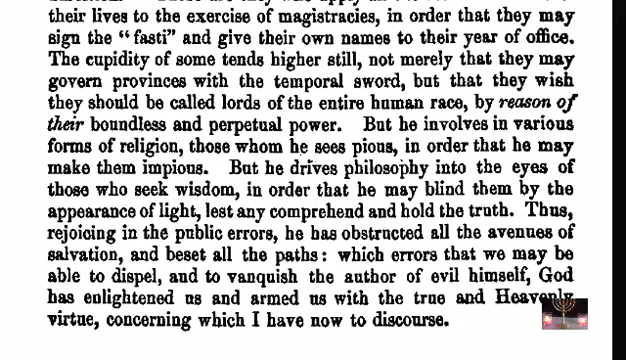 their lives to the exercise of magistracies, in order that they may
sign the “fasti” and give their own names to their year of office.
The cupidity of some tends higher still, not merely that they may
govern provinces with the temporal sword, but that they wish
they should be called lords of the entire human race, by reason of
their boundless and perpetual power. But he involves in various
forms of religion, those whom he sees pious, in order that he may
make them impious. But he drives philosophy into the eyes of
those who seek wisdom, in order that he may blind them by the
appearance of light, lest any comprehend and hold the truth. Thus,
rejoicing in the public errors, he has obstructed all the avenues of
salvation, and beset all the paths: which errors that we may be
able to dispel, and to vanquish the author of evil himself, God
has enlightened us and armed us with the true and Heavenly
virtue, concerning which I have now to discourse.